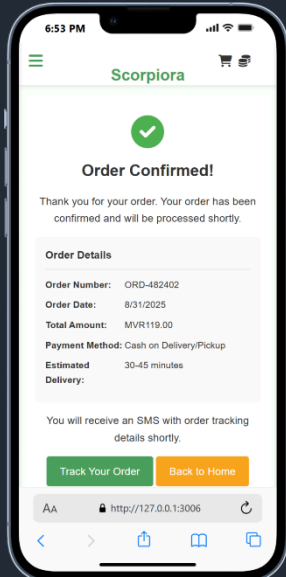 6:53 PM
Scorpiora
Order Confirmed!
Thank you for your order. Your order has been
confirmed and will be processed shortly.
Order Details
Order Number: ORD-482402
Order Date: 8/31/2025
Total Amount: MVR119.00
Payment Method: Cash on Delivery/Pickup
Estimated Delivery: 30-45 minutes
You will receive an SMS with order tracking
details shortly.
Track Your Order Back to Home
AA http://127.0.0.1:3006